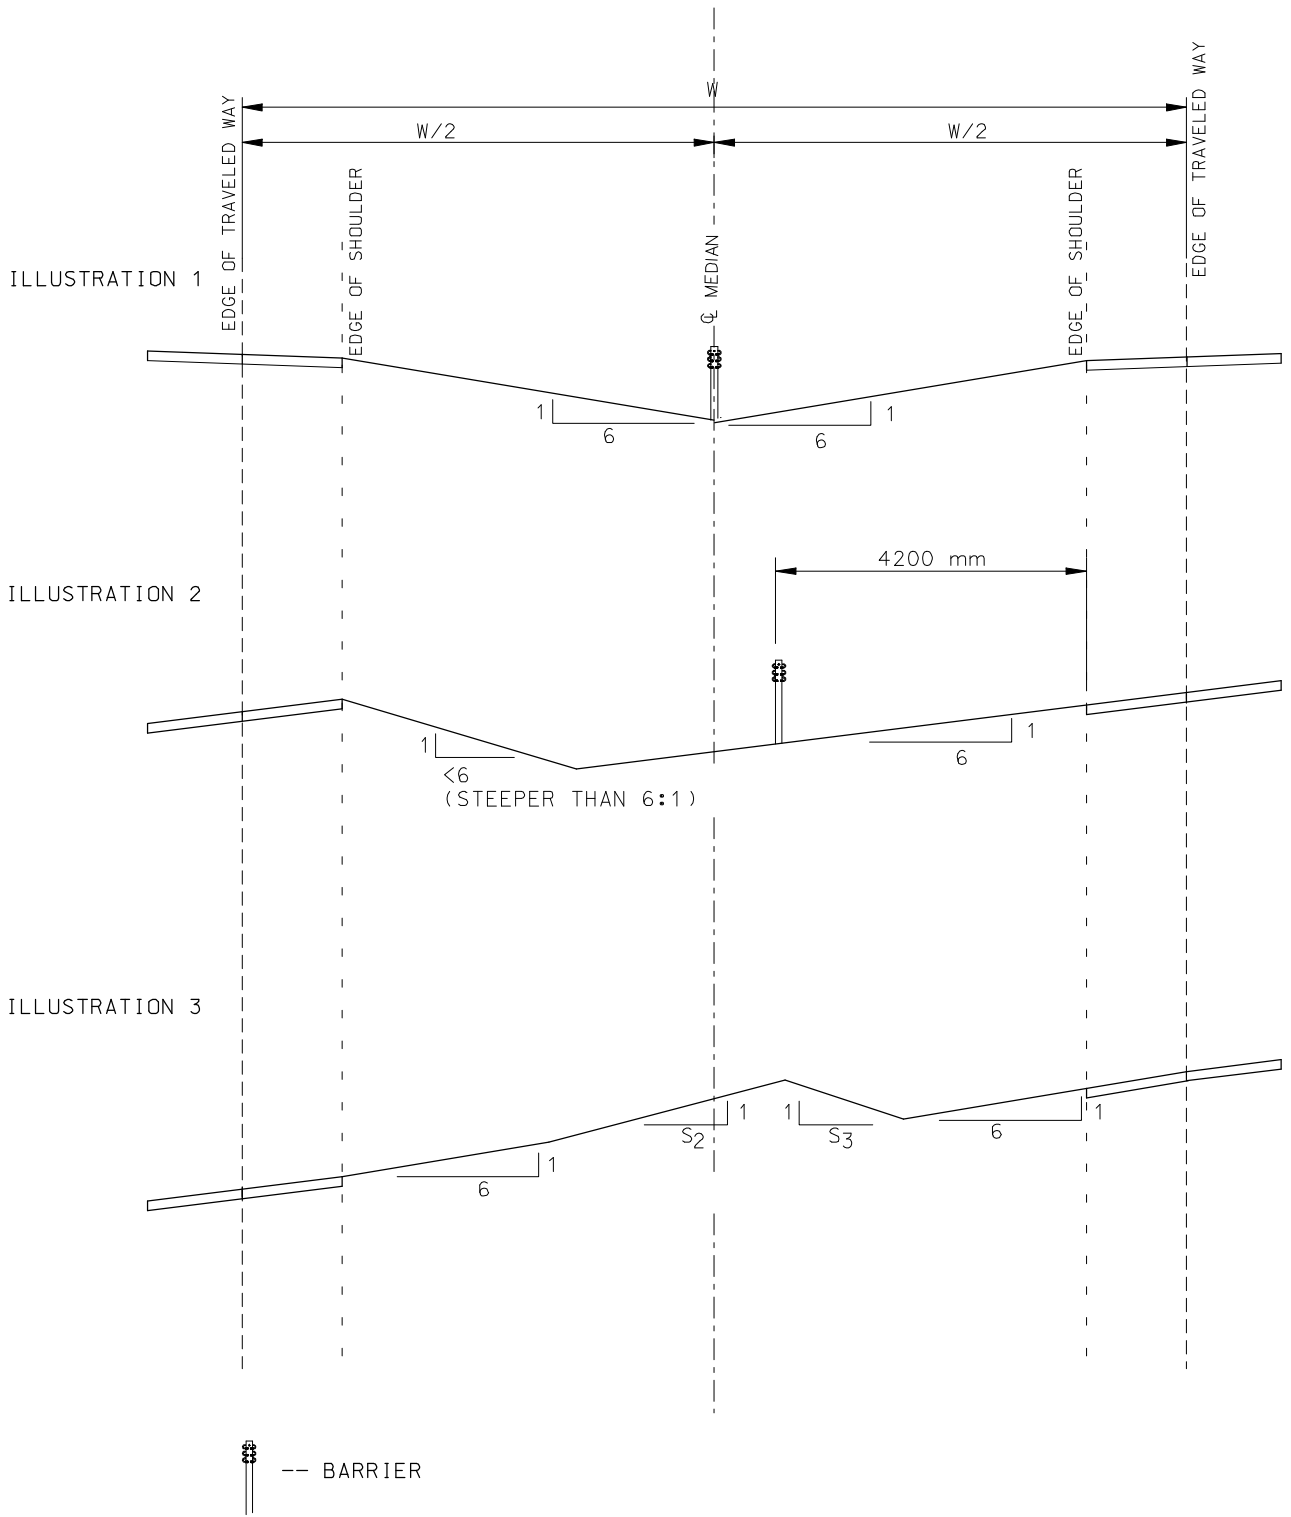 W
W/2
W/2
EDGE OF TRAVELED WAY
EDGE OF SHOULDER
℄ MEDIAN
EDGE OF SHOULDER
EDGE OF TRAVELED WAY
ILLUSTRATION 1
1
6
1
6
ILLUSTRATION 2
4200 mm
1
<6
(STEEPER THAN 6:1)
1
6
ILLUSTRATION 3
1
6
1
S2
1
S3
1
6
-- BARRIER